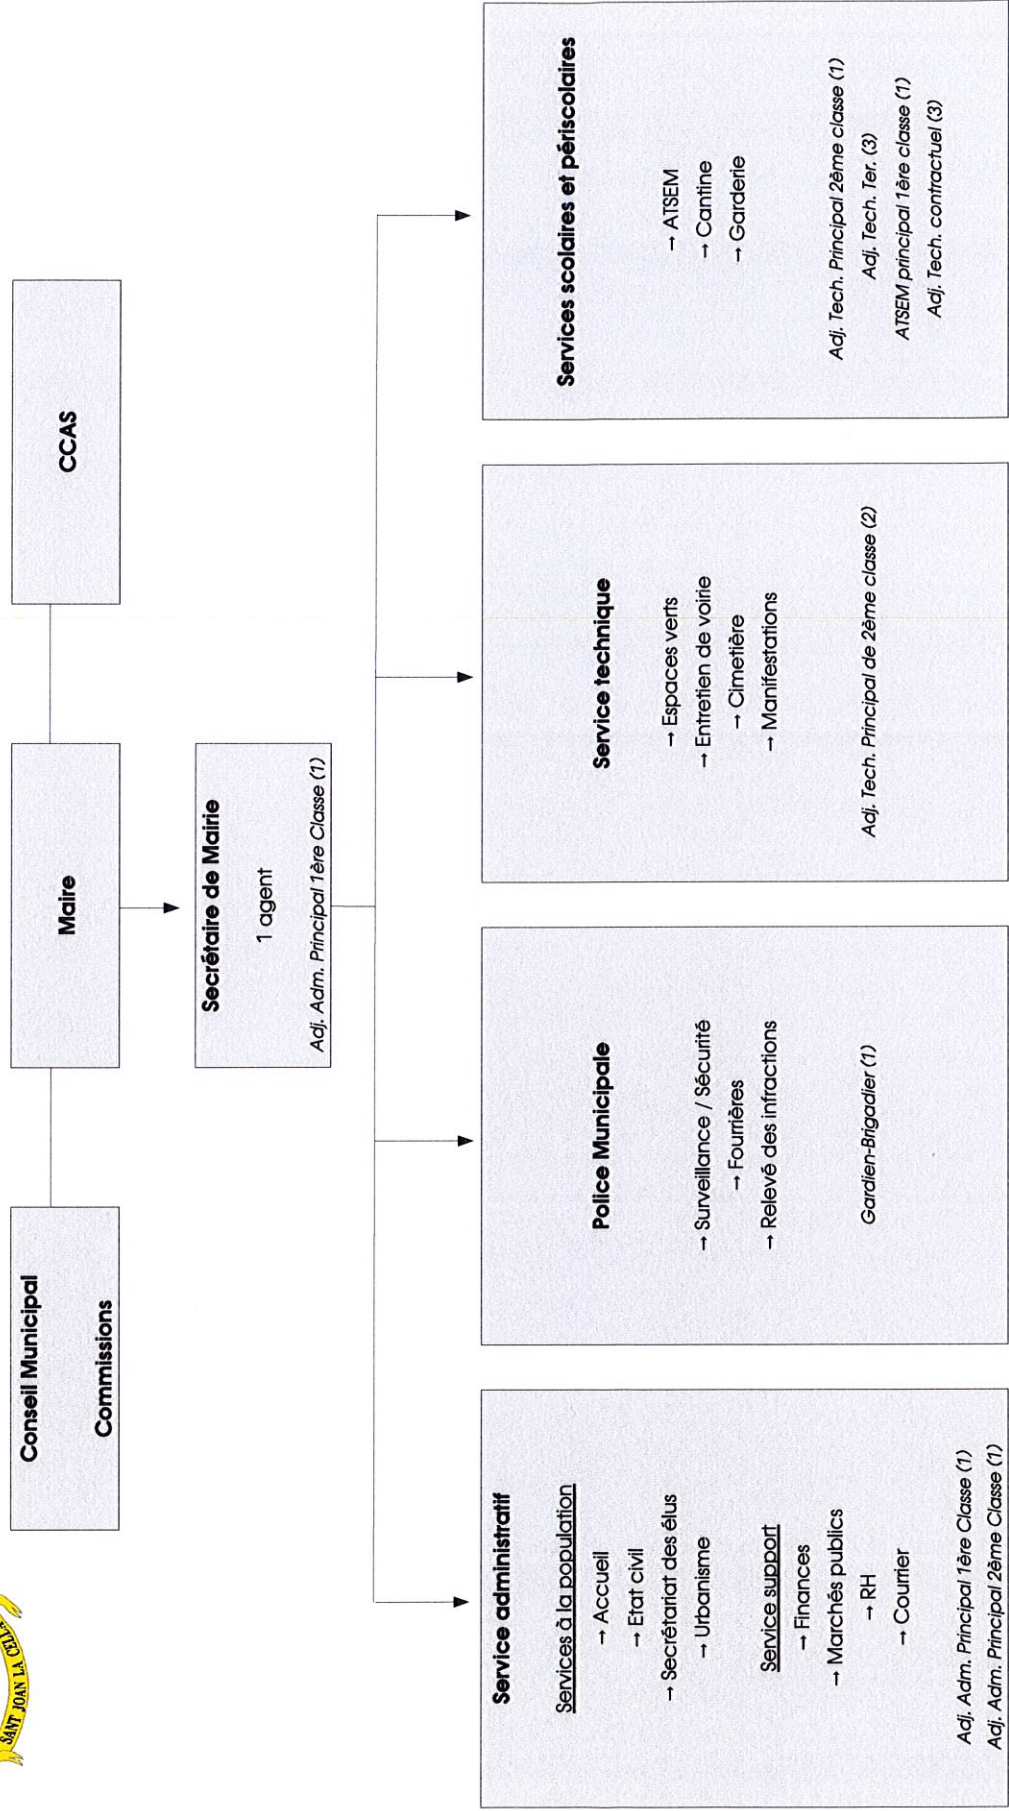 SANT JOAN LA CELLA
Conseil Municipal
Commissions
Maire
CCAS
Secrétaire de Mairie
1 agent
Adj. Adm. Principal 1ère Classe (1)
Service administratif
Services à la population
→ Accueil
→ Etat civil
→ Secrétariat des élus
→ Urbanisme
Service support
→ Finances
→ Marchés publics
→ RH
→ Courrier
Adj. Adm. Principal 1ère Classe (1)
Adj. Adm. Principal 2ème Classe (1)
Police Municipale
→ Surveillance / Sécurité
→ Fourrières
→ Relevé des infractions
Gardien-Brigadier (1)
Service technique
→ Espaces verts
→ Entretien de voirie
→ Cimetière
→ Manifestations
Adj. Tech. Principal de 2ème classe (2)
Services scolaires et périscolaires
→ ATSEM
→ Cantine
→ Garderie
Adj. Tech. Principal 2ème classe (1)
Adj. Tech. Ter. (3)
ATSEM principal 1ère classe (1)
Adj. Tech. contractuel (3)